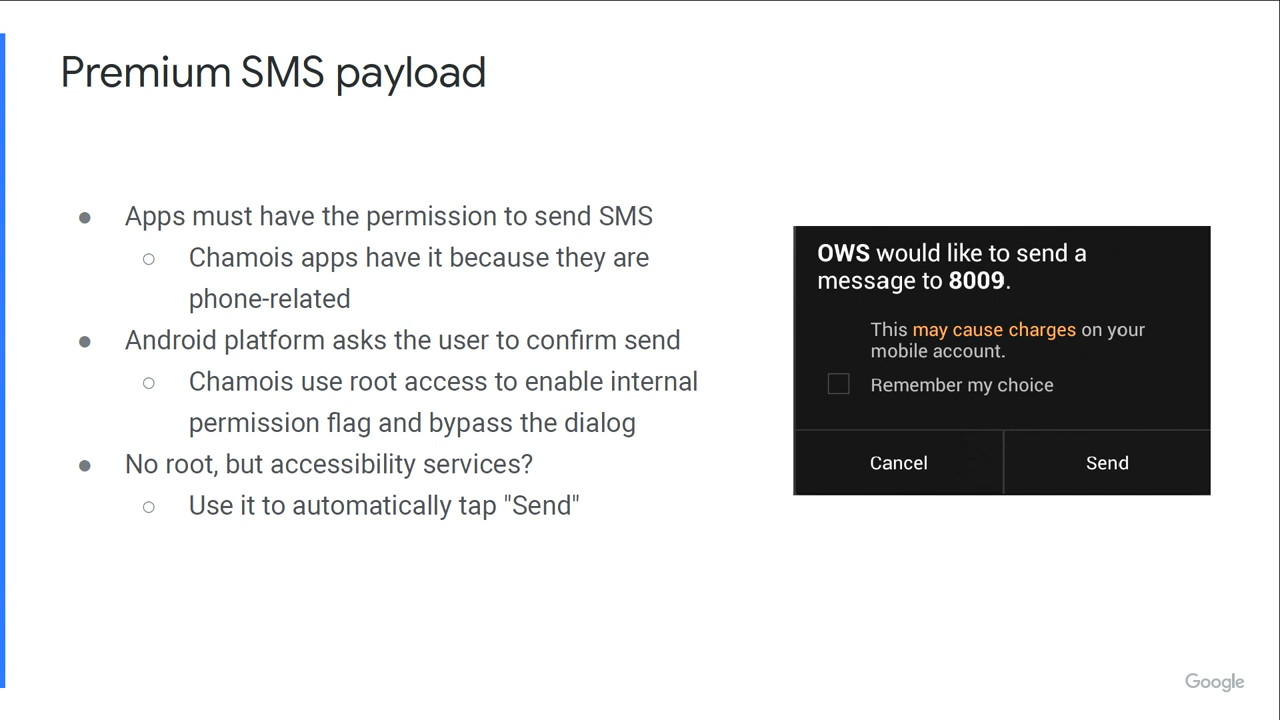 Premium SMS payload
Apps must have the permission to send SMS
Chamois apps have it because they are
phone-related
Android platform asks the user to confirm send
Chamois use root access to enable internal
permission flag and bypass the dialog
No root, but accessibility services?
Use it to automatically tap "Send"
OWS would like to send a
message to 8009.
This may cause charges on your
mobile account.
Remember my choice
Cancel
Send
Google